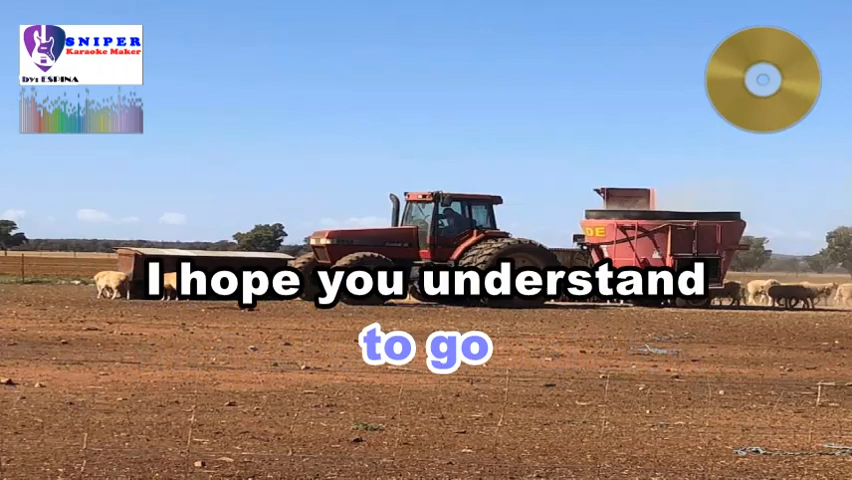 SNIPER
Karaoke Maker
by: ESPINA
DE
I hope you understand
to go